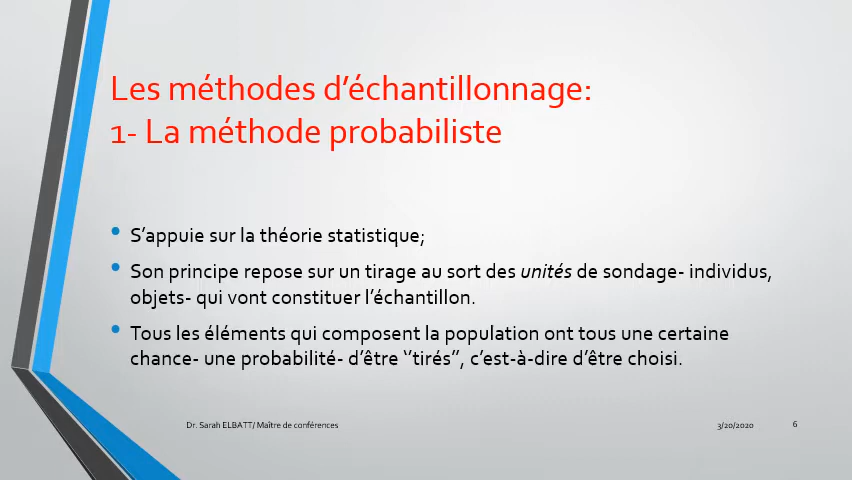 Les méthodes d’échantillonnage:
1- La méthode probabiliste
• S’appuie sur la théorie statistique;
• Son principe repose sur un tirage au sort des unités de sondage- individus,
objets- qui vont constituer l’échantillon.
• Tous les éléments qui composent la population ont tous une certaine
chance- une probabilité- d’être ‘’tirés’’, c’est-à-dire d’être choisi.
Dr. Sarah ELBATT/ Maître de conférences
3/20/2020
6